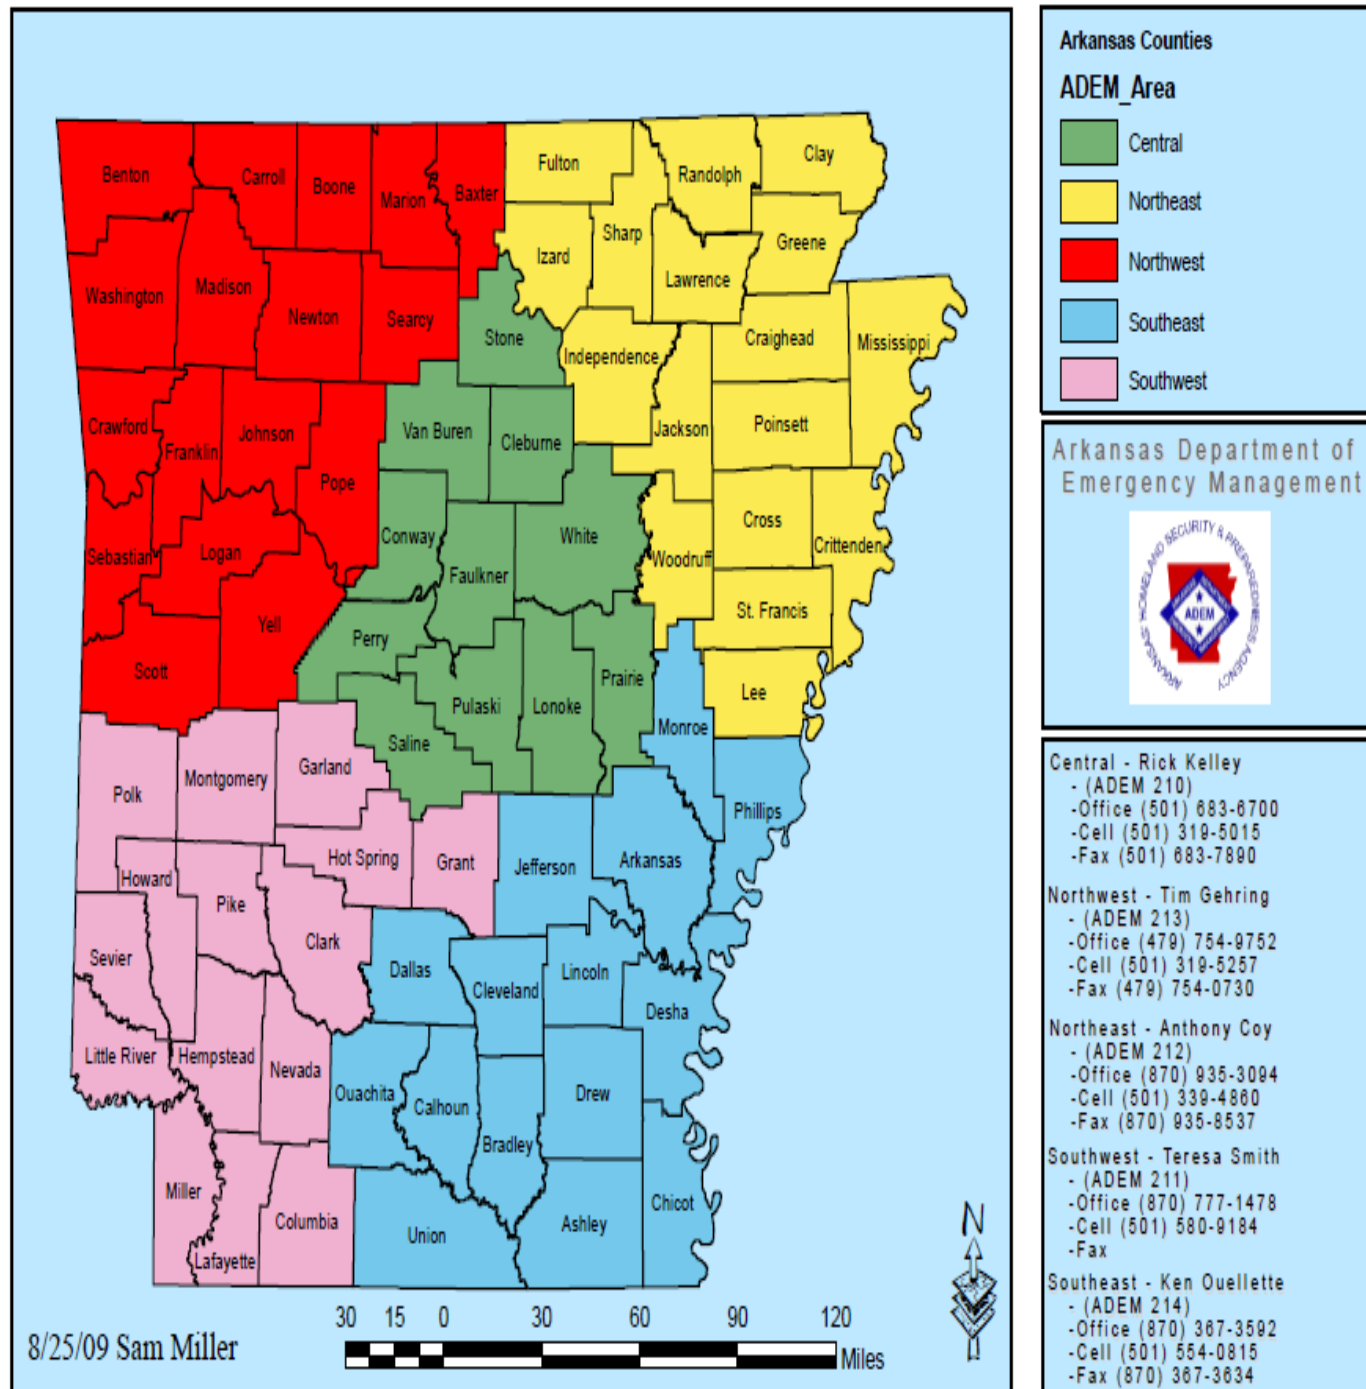 Benton
Carroll
Boone
Marion
Baxter
Fulton
Randolph
Clay
Sharp
Izard
Greene
Lawrence
Washington
Madison
Newton
Searcy
Stone
Independence
Craighead
Mississippi
Crawford
Franklin
Johnson
Pope
Van Buren
Cleburne
Jackson
Poinsett
Sebastian
Logan
Conway
Faulkner
White
Woodruff
Cross
Crittenden
Scott
Yell
Perry
Pulaski
Lonoke
Prairie
St. Francis
Lee
Monroe
Saline
Polk
Montgomery
Garland
Phillips
Howard
Pike
Hot Spring
Grant
Jefferson
Arkansas
Sevier
Clark
Dallas
Cleveland
Lincoln
Desha
Little River
Hempstead
Nevada
Ouachita
Calhoun
Bradley
Drew
Miller
Lafayette
Columbia
Union
Ashley
Chicot
N
30 15 0 30 60 90 120
Miles
8/25/09 Sam Miller
Arkansas Counties
ADEM_Area
Central
Northeast
Northwest
Southeast
Southwest
Arkansas Department of
Emergency Management
ARKANSAS' HOMELAND SECURITY & PREPAREDNESS AGENCY
ADEM
Central - Rick Kelley
- (ADEM 210)
-Office (501) 683-6700
-Cell (501) 319-5015
-Fax (501) 683-7890
Northwest - Tim Gehring
- (ADEM 213)
-Office (479) 754-9752
-Cell (501) 319-5257
-Fax (479) 754-0730
Northeast - Anthony Coy
- (ADEM 212)
-Office (870) 935-3094
-Cell (501) 339-4860
-Fax (870) 935-8537
Southwest - Teresa Smith
- (ADEM 211)
-Office (870) 777-1478
-Cell (501) 580-9184
-Fax
Southeast - Ken Ouellette
- (ADEM 214)
-Office (870) 367-3592
-Cell (501) 554-0815
-Fax (870) 367-3634